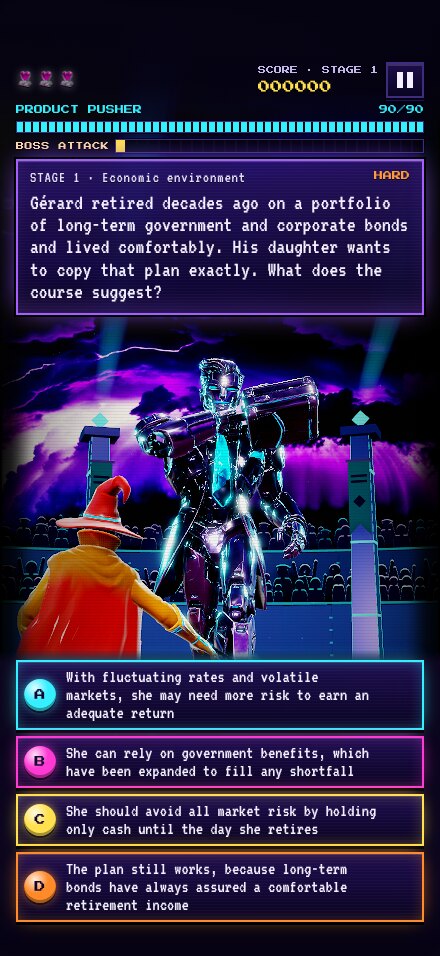 SCORE · STAGE 1
000000
PRODUCT PUSHER
90/90
BOSS ATTACK
STAGE 1 · Economic environment
HARD
Gérard retired decades ago on a portfolio
of long-term government and corporate bonds
and lived comfortably. His daughter wants
to copy that plan exactly. What does the
course suggest?
A
With fluctuating rates and volatile
markets, she may need more risk to earn an
adequate return
B
She can rely on government benefits, which
have been expanded to fill any shortfall
C
She should avoid all market risk by holding
only cash until the day she retires
D
The plan still works, because long-term
bonds have always assured a comfortable
retirement income